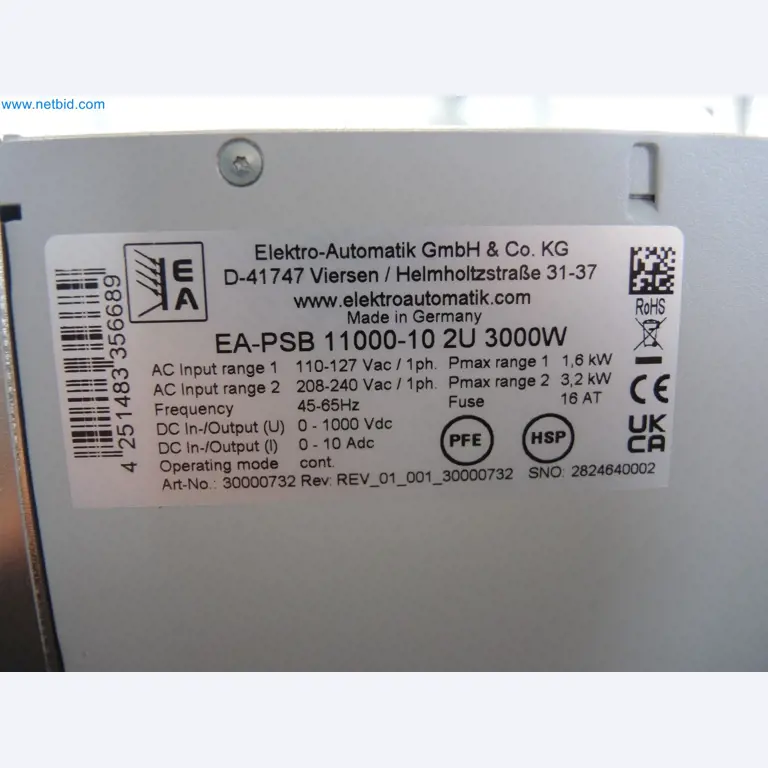 www.netbid.com
EA
Elektro-Automatik GmbH & Co. KG
D-41747 Viersen / Helmholtzstraße 31-37
www.elektroautomatik.com
Made in Germany
RoHS
EA-PSB 11000-10 2U 3000W
AC Input range 1 110-127 Vac / 1ph. Pmax range 1 1,6 kW
AC Input range 2 208-240 Vac / 1ph. Pmax range 2 3,2 kW
Frequency 45-65Hz Fuse 16 AT
DC In-/Output (U) 0 - 1000 Vdc
DC In-/Output (I) 0 - 10 Adc
Operating mode cont.
PFE
HSP
CE
UK
CA
Art-No.: 30000732 Rev: REV_01_001_30000732 SNO: 2824640002
4 251483 356689